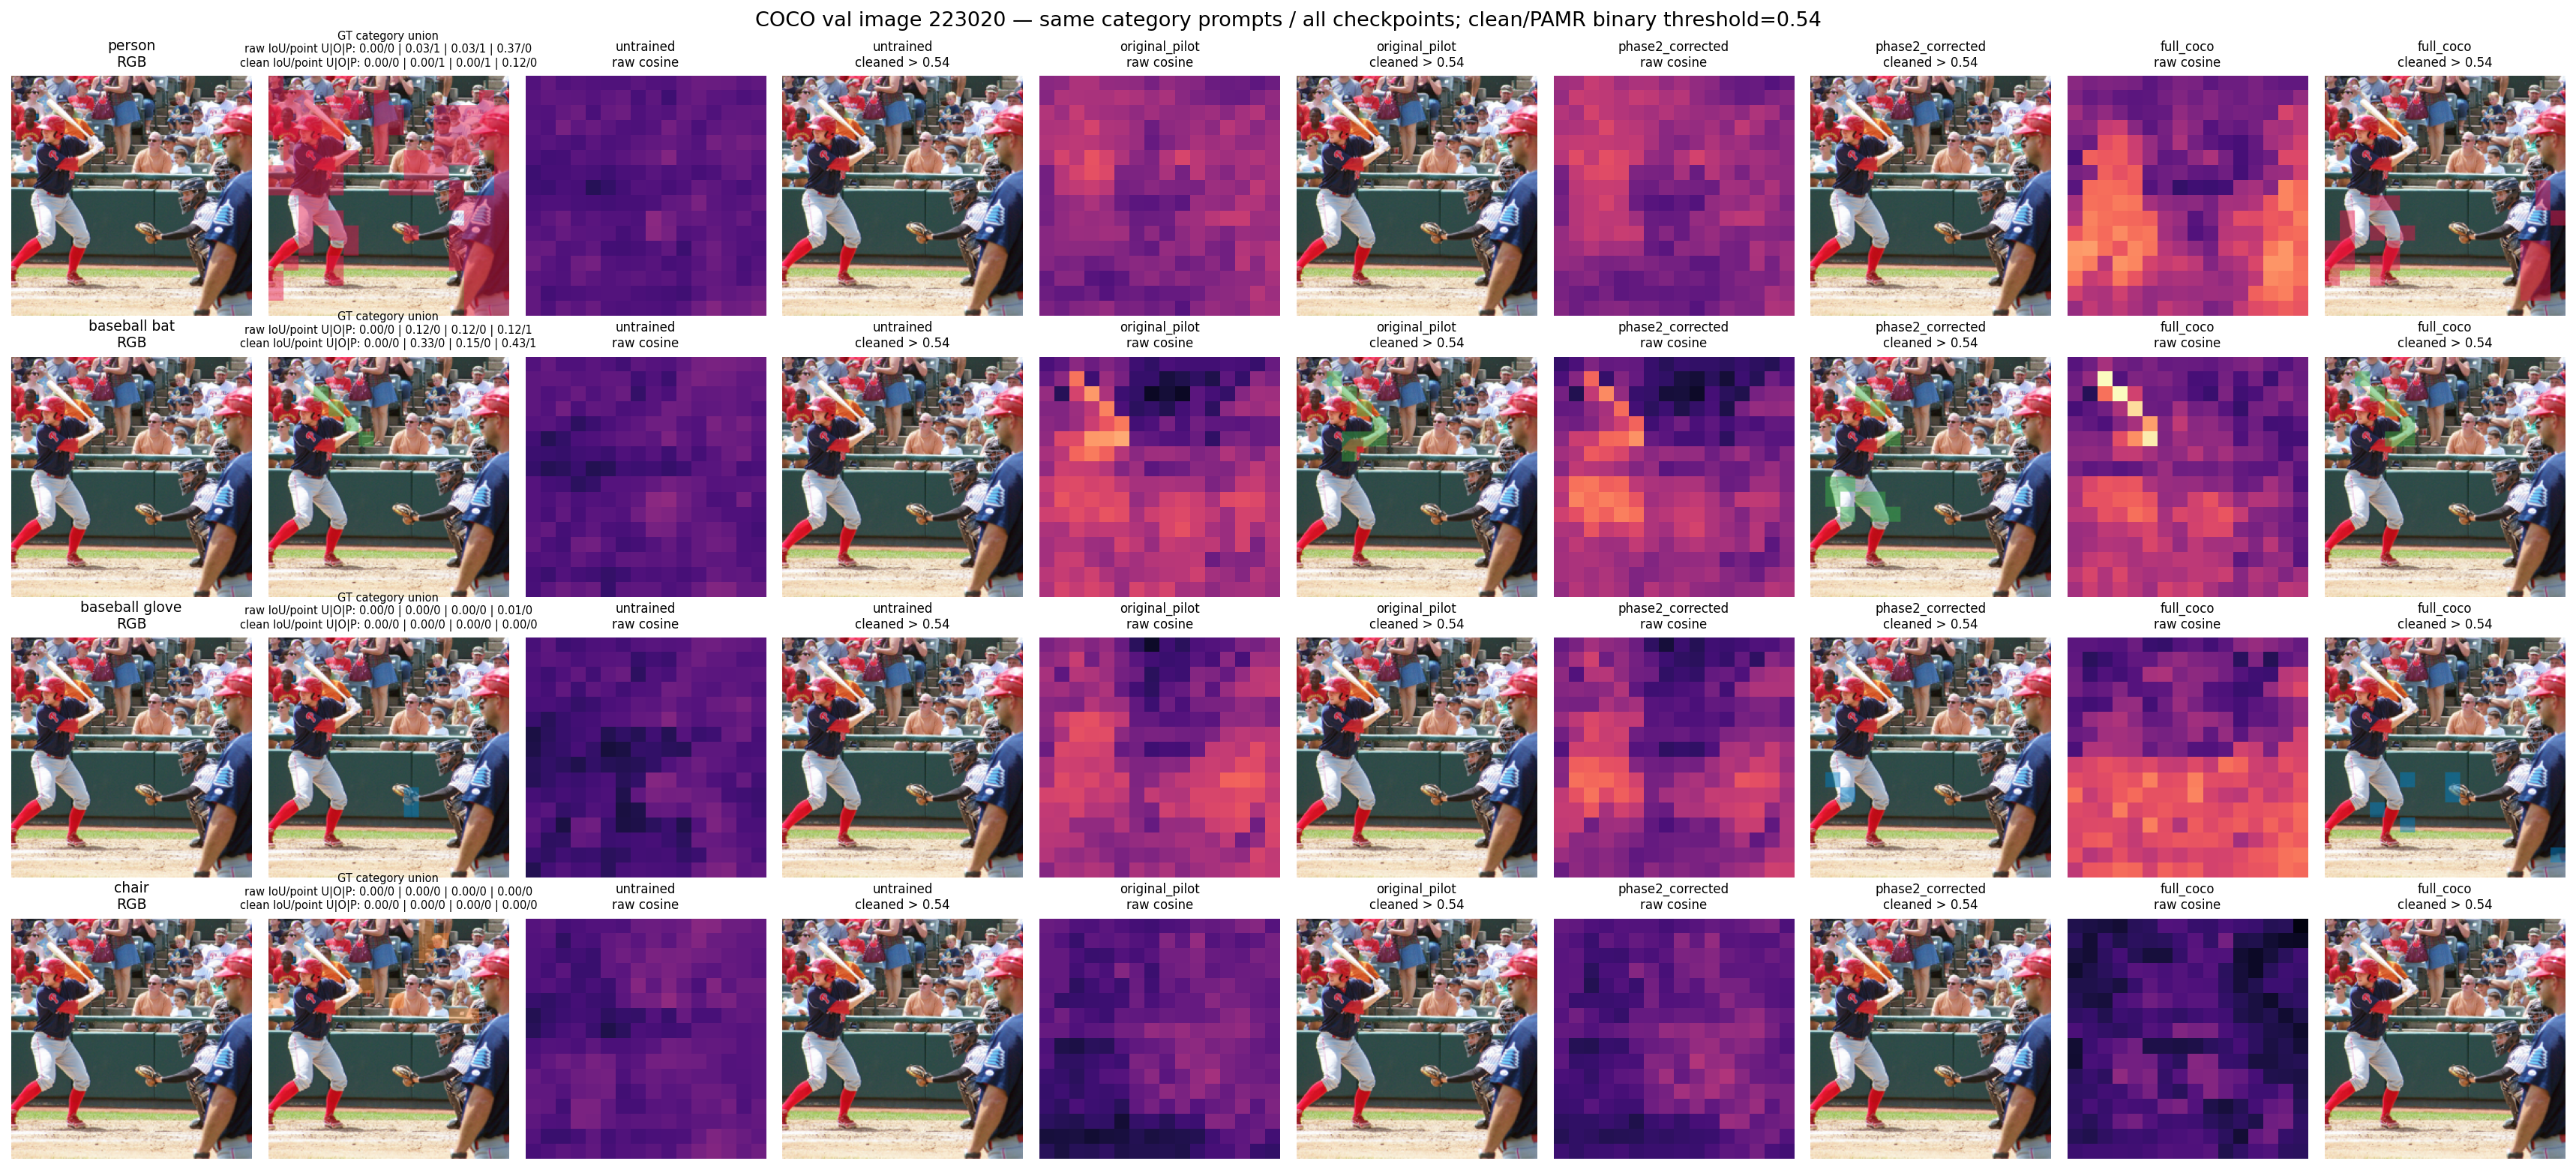 COCO val image 223020 — same category prompts / all checkpoints; clean/PAMR binary threshold=0.54
person
RGB
GT category union
raw IoU/point U|O|P: 0.00/0 | 0.03/1 | 0.03/1 | 0.37/0
clean IoU/point U|O|P: 0.00/0 | 0.00/1 | 0.00/1 | 0.12/0
untrained
raw cosine
untrained
cleaned > 0.54
original_pilot
raw cosine
original_pilot
cleaned > 0.54
phase2_corrected
raw cosine
phase2_corrected
cleaned > 0.54
full_coco
raw cosine
full_coco
cleaned > 0.54
baseball bat
RGB
GT category union
raw IoU/point U|O|P: 0.00/0 | 0.12/0 | 0.12/0 | 0.12/1
clean IoU/point U|O|P: 0.00/0 | 0.33/0 | 0.15/0 | 0.43/1
untrained
raw cosine
untrained
cleaned > 0.54
original_pilot
raw cosine
original_pilot
cleaned > 0.54
phase2_corrected
raw cosine
phase2_corrected
cleaned > 0.54
full_coco
raw cosine
full_coco
cleaned > 0.54
baseball glove
RGB
GT category union
raw IoU/point U|O|P: 0.00/0 | 0.00/0 | 0.00/0 | 0.01/0
clean IoU/point U|O|P: 0.00/0 | 0.00/0 | 0.00/0 | 0.00/0
untrained
raw cosine
untrained
cleaned > 0.54
original_pilot
raw cosine
original_pilot
cleaned > 0.54
phase2_corrected
raw cosine
phase2_corrected
cleaned > 0.54
full_coco
raw cosine
full_coco
cleaned > 0.54
chair
RGB
GT category union
raw IoU/point U|O|P: 0.00/0 | 0.00/0 | 0.00/0 | 0.00/0
clean IoU/point U|O|P: 0.00/0 | 0.00/0 | 0.00/0 | 0.00/0
untrained
raw cosine
untrained
cleaned > 0.54
original_pilot
raw cosine
original_pilot
cleaned > 0.54
phase2_corrected
raw cosine
phase2_corrected
cleaned > 0.54
full_coco
raw cosine
full_coco
cleaned > 0.54